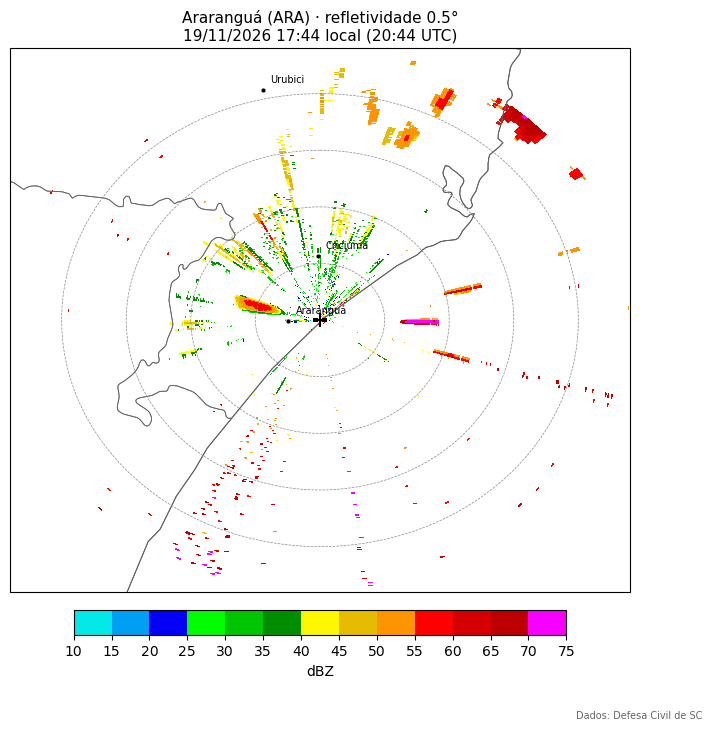 Araranguá (ARA) · refletividade 0.5°
19/11/2026 17:44 local (20:44 UTC)
Urubici
Criciúma
Araranguá
10 15 20 25 30 35 40 45 50 55 60 65 70 75
dBZ
Dados: Defesa Civil de SC